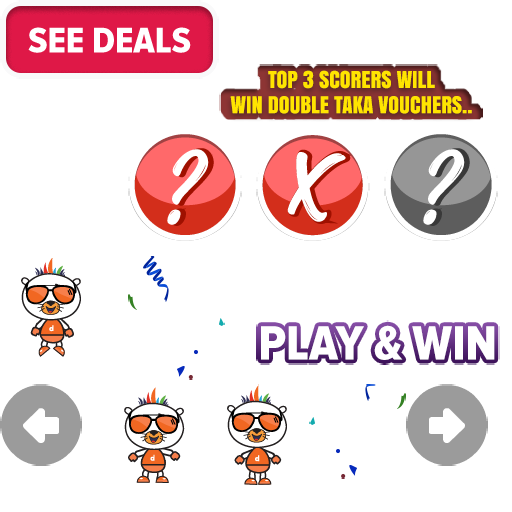 SEE DEALS
TOP 3 SCORERS WILL
WIN DOUBLE TAKA VOUCHERS..
? X ?
PLAY & WIN
d
d d